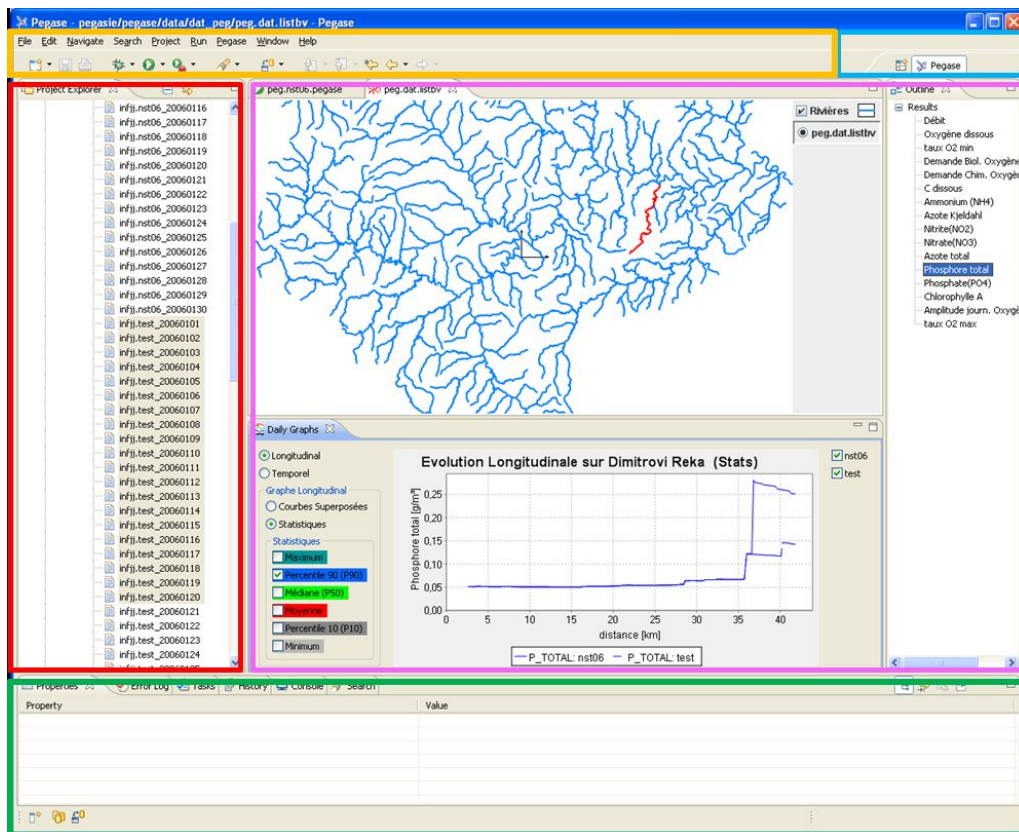 Pegase - pegasie/pegase/data/dat_peg/peg.dat.listbv - Pegase
File Edit Navigate Search Project Run Pegase Window Help
Pegase
Project Explorer
infjj.nst06_20060116
infjj.nst06_20060117
infjj.nst06_20060118
infjj.nst06_20060119
infjj.nst06_20060120
infjj.nst06_20060121
infjj.nst06_20060122
infjj.nst06_20060123
infjj.nst06_20060124
infjj.nst06_20060125
infjj.nst06_20060126
infjj.nst06_20060127
infjj.nst06_20060128
infjj.nst06_20060129
infjj.nst06_20060130
infjj.test_20060101
infjj.test_20060102
infjj.test_20060103
infjj.test_20060104
infjj.test_20060105
infjj.test_20060106
infjj.test_20060107
infjj.test_20060108
infjj.test_20060109
infjj.test_20060110
infjj.test_20060111
infjj.test_20060112
infjj.test_20060113
infjj.test_20060114
infjj.test_20060115
infjj.test_20060116
infjj.test_20060117
infjj.test_20060118
infjj.test_20060119
infjj.test_20060120
infjj.test_20060121
infjj.test_20060122
infjj.test_20060123
infjj.test_20060124
peg.nst06.pegase peg.dat.listbv
Rivières
peg.dat.listbv
Outline
Results
Débit
Oxygène dissous
taux O2 min
Demande Biol. Oxygène
Demande Chim. Oxygèn
C dissous
Ammonium (NH4)
Azote Kjeldahl
Nitrite(NO2)
Nitrate(NO3)
Azote total
Phosphore total
Phosphate(PO4)
Chlorophylle A
Amplitude journ. Oxygè
taux O2 max
Daily Graphs
Longitudinal
Temporel
Graphe Longitudinal
Courbes Superposées
Statistiques
Statistiques
Maximum
Percentile 90 (P90)
Médiane (P50)
Moyenne
Percentile 10 (P10)
Minimum
Evolution Longitudinale sur Dimitrovi Reka (Stats)
Phosphore total [g/m³]
0,25
0,20
0,15
0,10
0,05
0,00
0 5 10 15 20 25 30 35 40
distance [km]
P_TOTAL: nst06 P_TOTAL: test
nst06
test
Properties Error Log Tasks History Console Search
Property Value